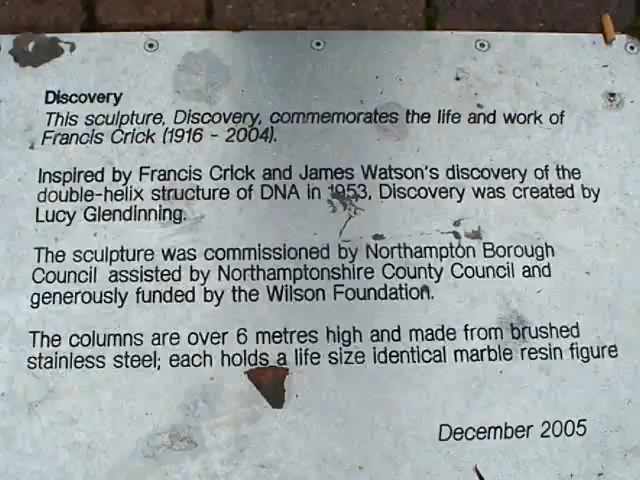 Discovery
This sculpture, Discovery, commemorates the life and work of
Francis Crick (1916 - 2004).
Inspired by Francis Crick and James Watson's discovery of the
double-helix structure of DNA in 1953, Discovery was created by
Lucy Glendinning.
The sculpture was commissioned by Northampton Borough
Council assisted by Northamptonshire County Council and
generously funded by the Wilson Foundation.
The columns are over 6 metres high and made from brushed
stainless steel; each holds a life size identical marble resin figure
December 2005